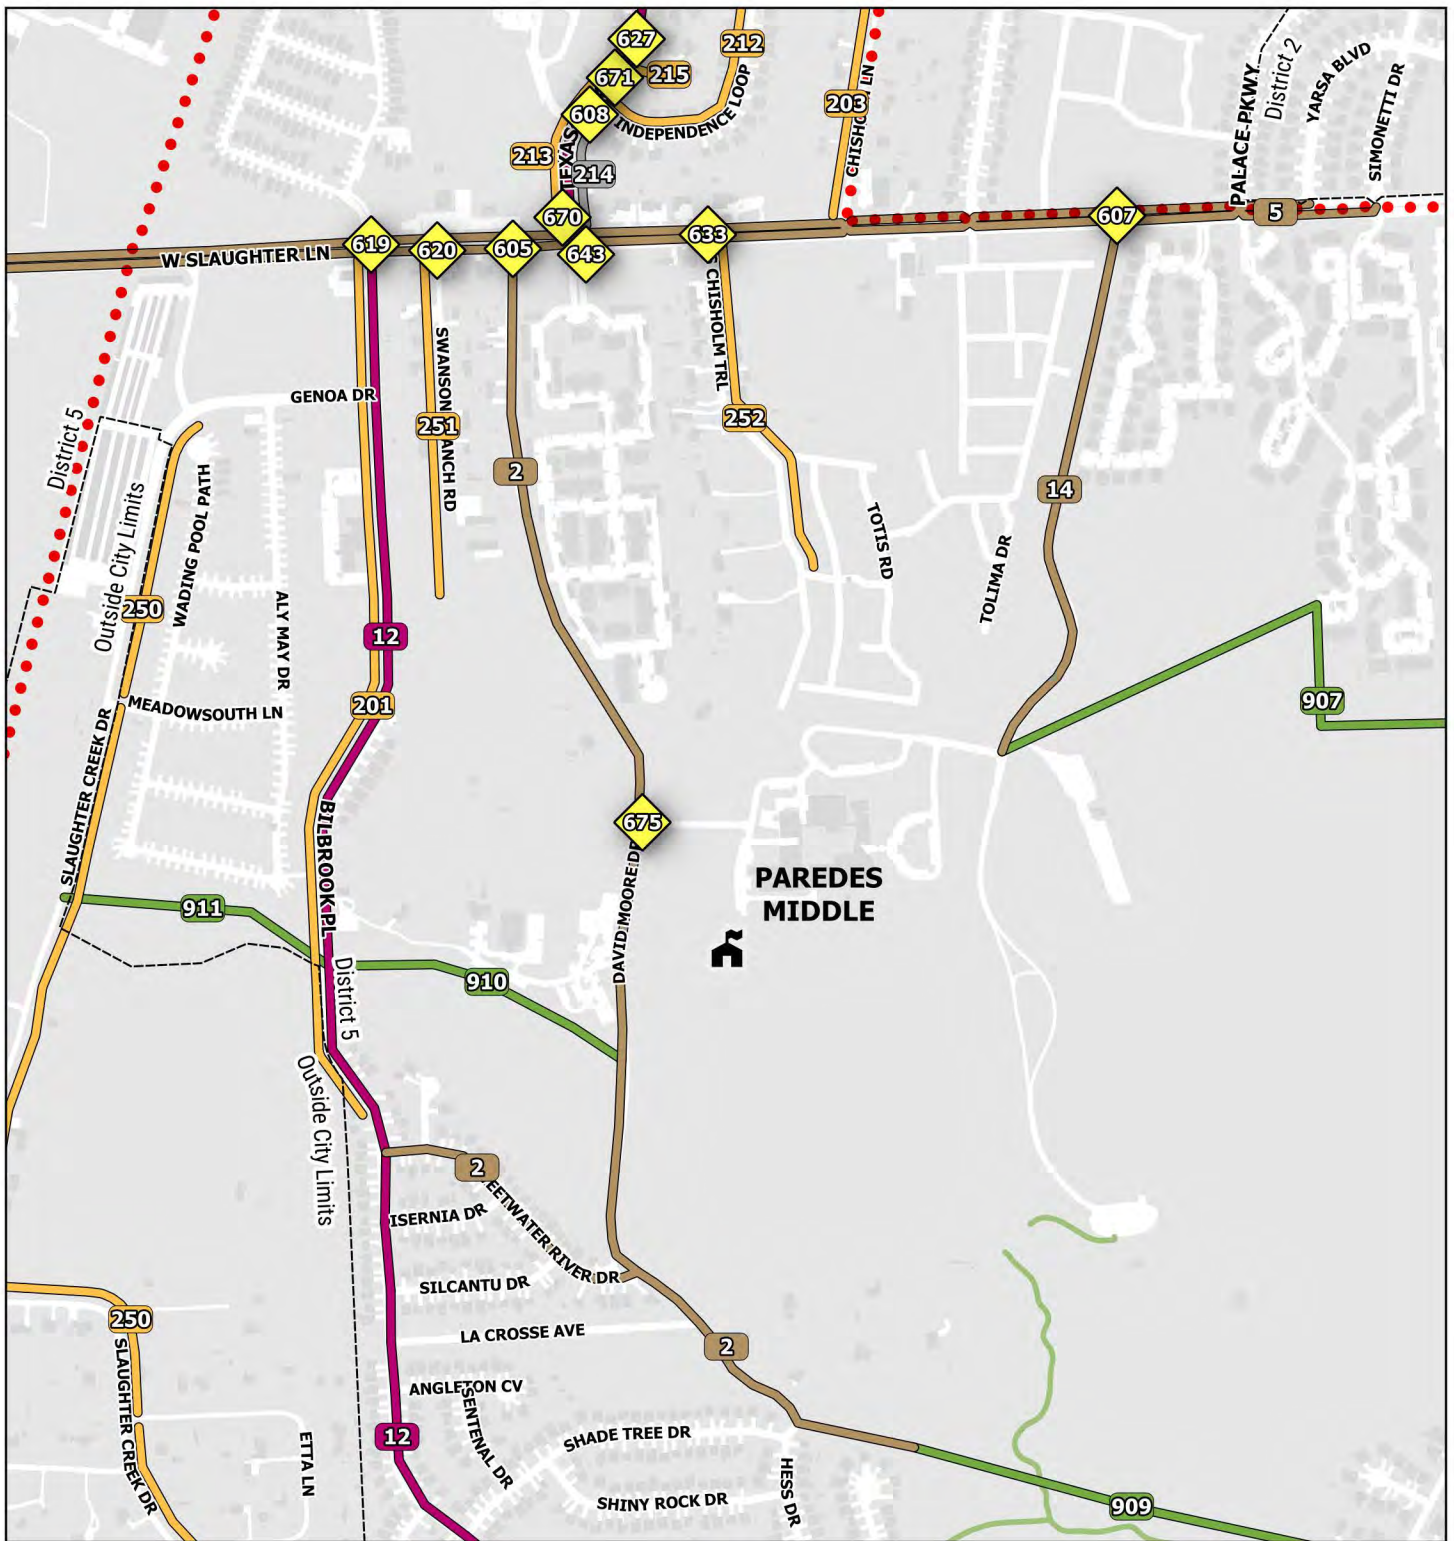 627
212
671
215
608
INDEPENDENCE LOOP
203
CHISHO
LN
PALACE PKWY
District 2
YARSA BLVD
SIMONETTI DR
213
TEXAS
214
670
607
5
619
620
605
643
633
W SLAUGHTER LN
GENOA DR
SWANSON
ANCH RD
251
CHISHOLM TRL
252
2
14
District 5
Outside City Limits
WADING POOL PATH
TOTIS RD
TOLIMA DR
250
ALY MAY DR
12
201
907
MEADOWSOUTH LN
SLAUGHTER CREEK DR
BILBROOK PL
675
DAVID MOORE DR
PAREDES
MIDDLE
911
District 5
910
Outside City Limits
2
EETWATER RIVER DR
ISERNIA DR
SILCANTU DR
250
LA CROSSE AVE
2
SLAUGHTER CREEK DR
ANGLETON CV
SENTENAL DR
12
ETTA LN
SHADE TREE DR
HESS DR
SHINY ROCK DR
909